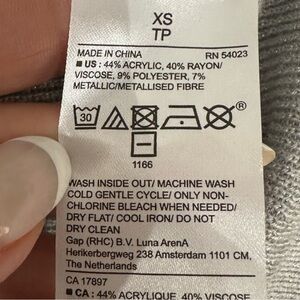 XS
TP
MADE IN CHINA RN 54023
■ US : 44% ACRYLIC, 40% RAYON/
VISCOSE, 9% POLYESTER, 7%
METALLIC/METALLISED FIBRE
30
®
1166
WASH INSIDE OUT/ MACHINE WASH
COLD GENTLE CYCLE/ ONLY NON-
CHLORINE BLEACH WHEN NEEDED/
DRY FLAT/ COOL IRON/ DO NOT
DRY CLEAN
Gap (RHC) B.V. Luna ArenA
Herikerbergweg 238 Amsterdam 1101 CM,
The Netherlands
CA 17897
■ CA : 44% ACRYLIQUE, 40% VISCOSE